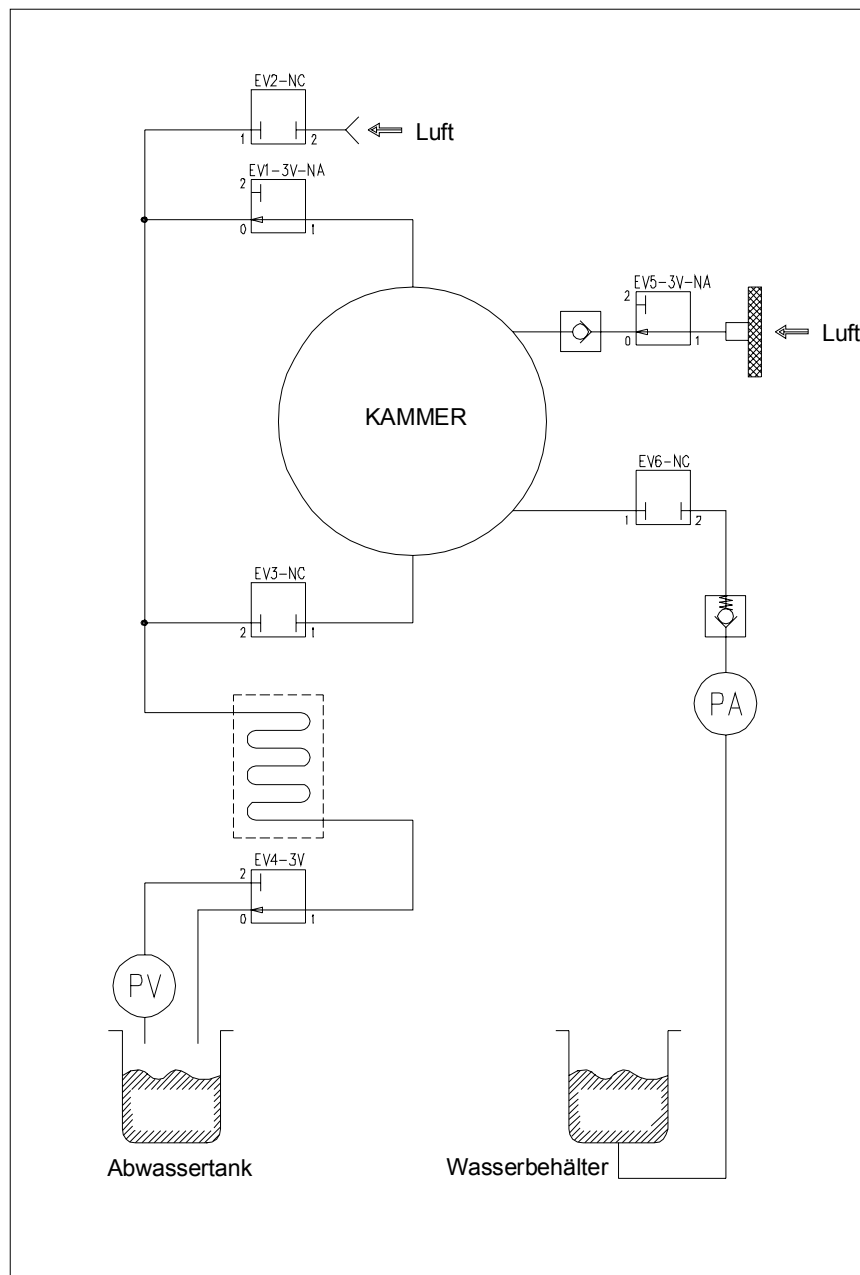 EV2-NC
1 2 Luft
EV1-3V-NA
2
0 1
EV5-3V-NA
2
0 1 Luft
KAMMER
EV6-NC
1 2
EV3-NC
2 1
PA
EV4-3V
2
0 1
PV
Abwassertank
Wasserbehälter